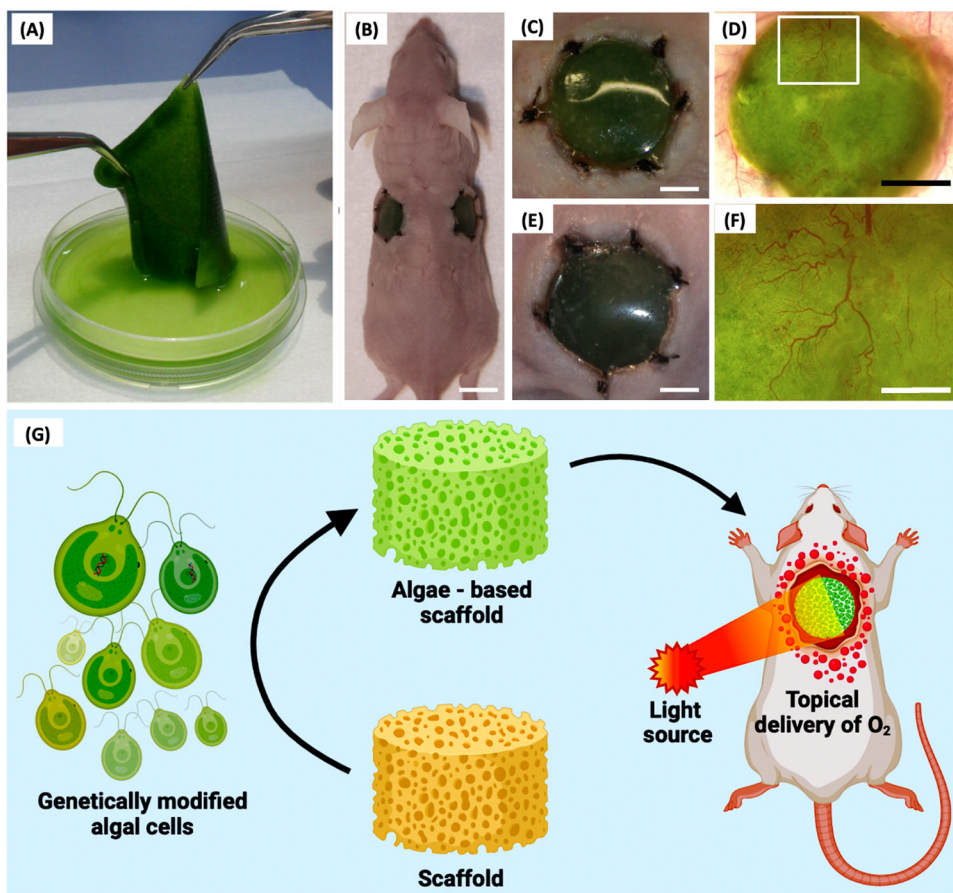 (A)
(B)
(C)
(D)
(E)
(F)
(G)
Algae - based
scaffold
Light
source
Topical
delivery of O₂
Genetically modified
algal cells
Scaffold